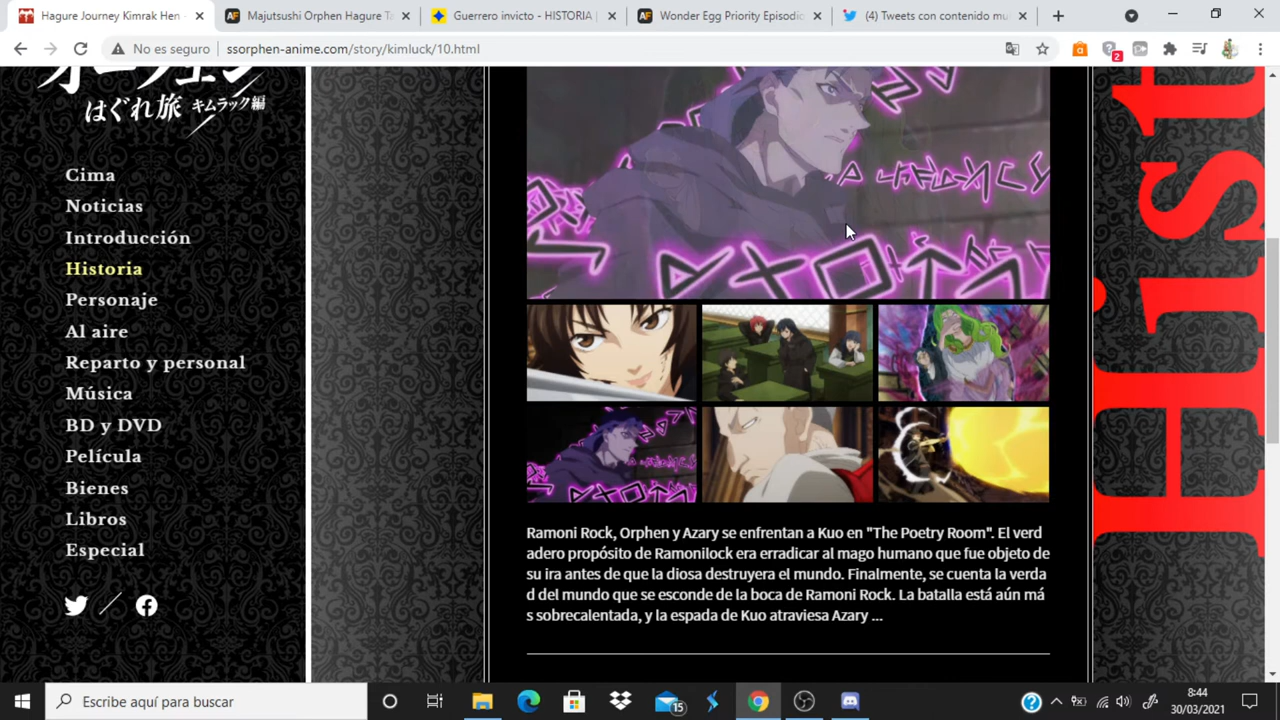 Hagure Journey Kimrak Hen -
Majutsushi Orphen Hagure Ta
Guerrero invicto - HISTORIA |
Wonder Egg Priority Episodio
(4) Tweets con contenido mul
No es seguro
ssorphen-anime.com/story/kimluck/10.html
2
はぐれ旅 キムラック編
Cima
Noticias
Introducción
Historia
Personaje
Al aire
Reparto y personal
Música
BD y DVD
Película
Bienes
Libros
Especial
Hist
Ramoni Rock, Orphen y Azary se enfrentan a Kuo en "The Poetry Room". El verd
adero propósito de Ramonilock era erradicar al mago humano que fue objeto de
su ira antes de que la diosa destruyera el mundo. Finalmente, se cuenta la verda
d del mundo que se esconde de la boca de Ramoni Rock. La batalla está aún má
s sobrecalentada, y la espada de Kuo atraviesa Azary ...
Escribe aquí para buscar
15
8:44
30/03/2021